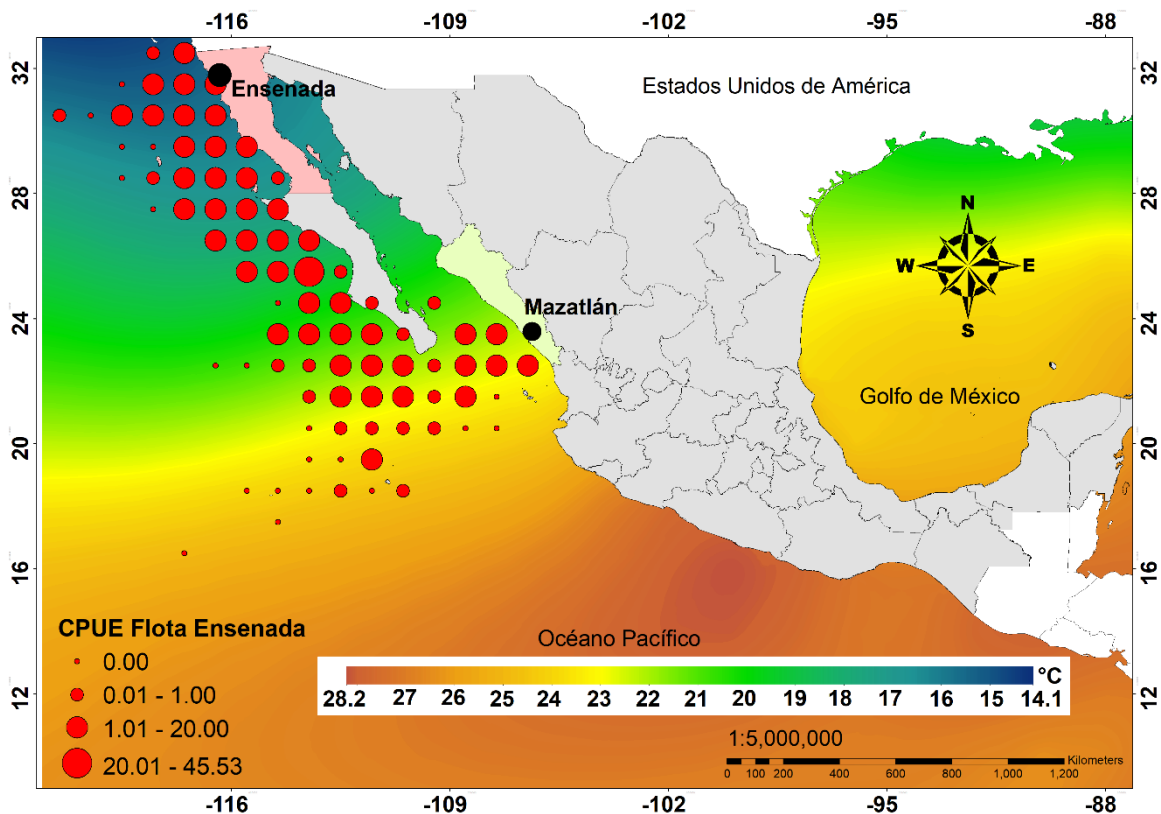 -116 -109 -102 -95 -88
32 32
Estados Unidos de América
Ensenada
28 28
N
W E
S
Mazatlán
24 24
Golfo de México
20 20
16 16
CPUE Flota Ensenada
0.00
0.01 - 1.00
1.01 - 20.00
20.01 - 45.53
Océano Pacífico
°C
28.2 27 26 25 24 23 22 21 20 19 18 17 16 15 14.1
12 12
1:5,000,000
Kilometers
0 50 100 200 400 600 800 1,000 1,200
-116 -109 -102 -95 -88